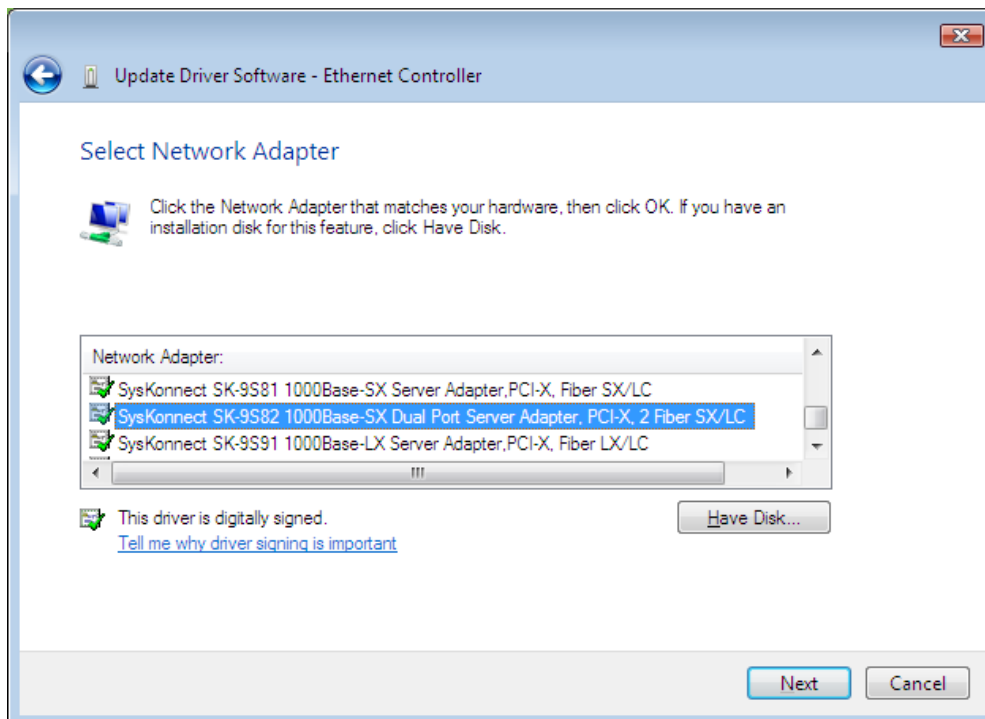 Update Driver Software - Ethernet Controller
Select Network Adapter
Click the Network Adapter that matches your hardware, then click OK. If you have an
installation disk for this feature, click Have Disk.
Network Adapter:
SysKonnect SK-9S81 1000Base-SX Server Adapter,PCI-X, Fiber SX/LC
SysKonnect SK-9S82 1000Base-SX Dual Port Server Adapter, PCI-X, 2 Fiber SX/LC
SysKonnect SK-9S91 1000Base-LX Server Adapter,PCI-X, Fiber LX/LC
This driver is digitally signed.
Have Disk...
Tell me why driver signing is important
Next
Cancel